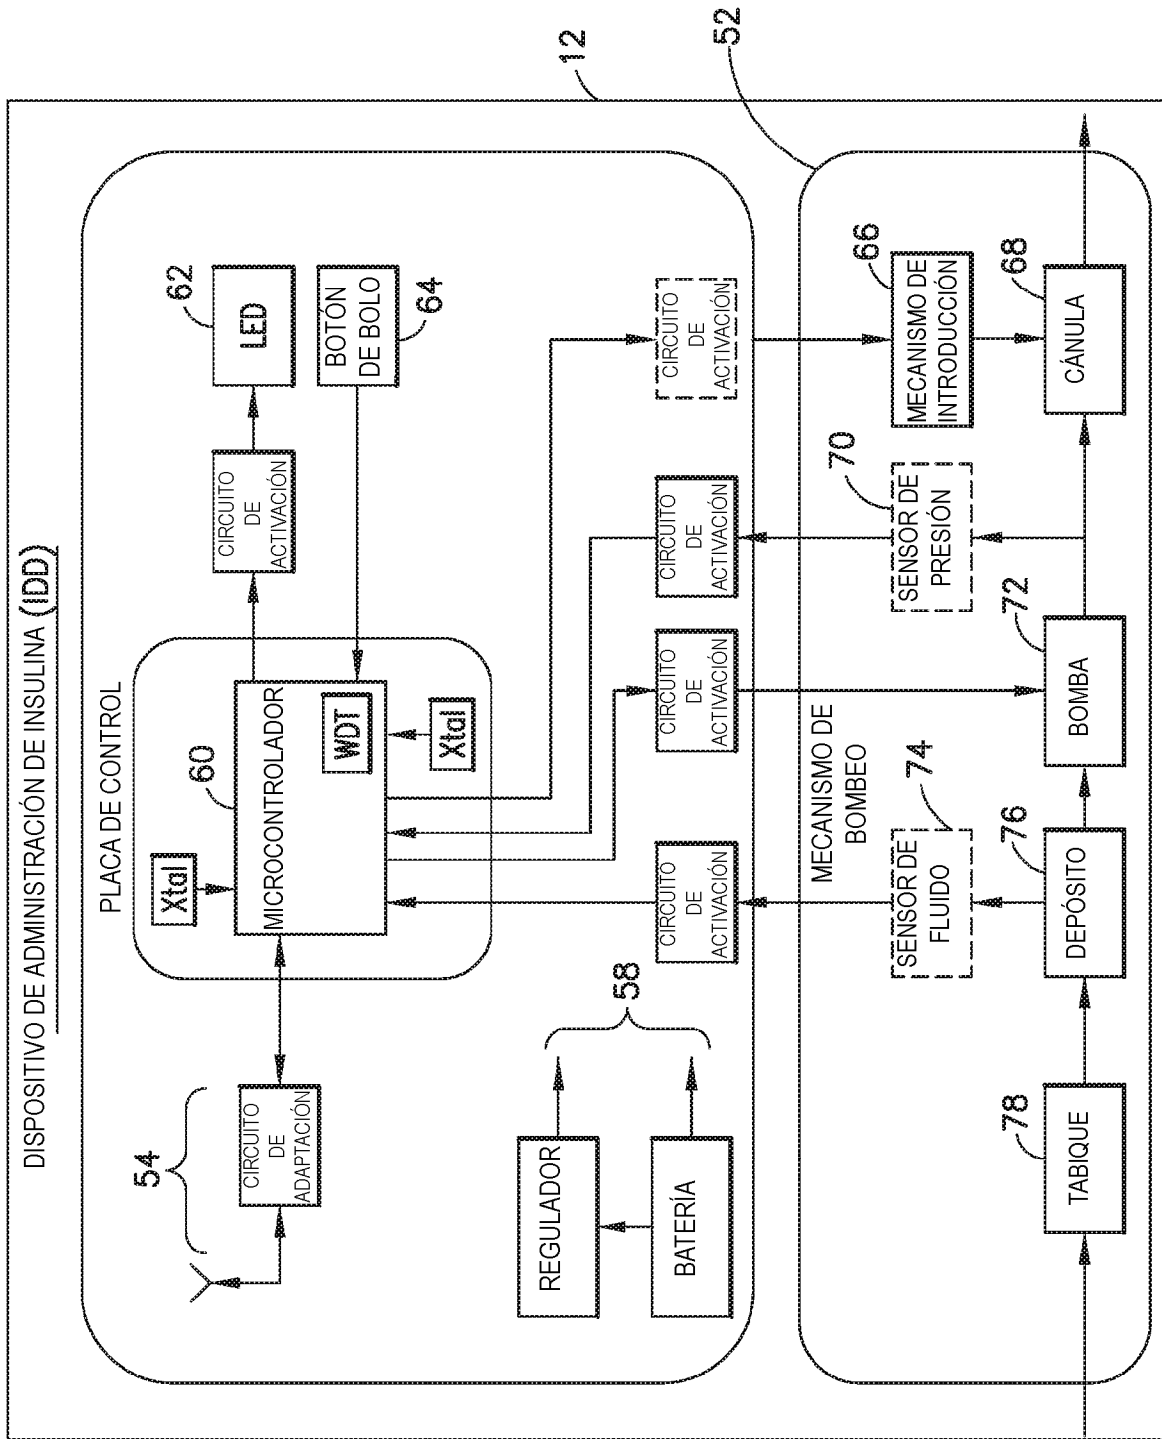 DISPOSITIVO DE ADMINISTRACIÓN DE INSULINA (IDD)
12
PLACA DE CONTROL
54
CIRCUITO
DE
ADAPTACIÓN
Xtal
60
MICROCONTROLADOR
WDT
Xtal
CIRCUITO
DE
ACTIVACIÓN
62
LED
BOTÓN
DE BOLO
64
REGULADOR
BATERÍA
58
CIRCUITO
DE
ACTIVACIÓN
CIRCUITO
DE
ACTIVACIÓN
CIRCUITO
DE
ACTIVACIÓN
CIRCUITO
DE
ACTIVACIÓN
52
MECANISMO DE
BOMBEO
SENSOR DE
FLUIDO
74
SENSOR DE
PRESIÓN
70
MECANISMO DE
INTRODUCCIÓN
66
78
TABIQUE
76
DEPÓSITO
72
BOMBA
68
CÁNULA